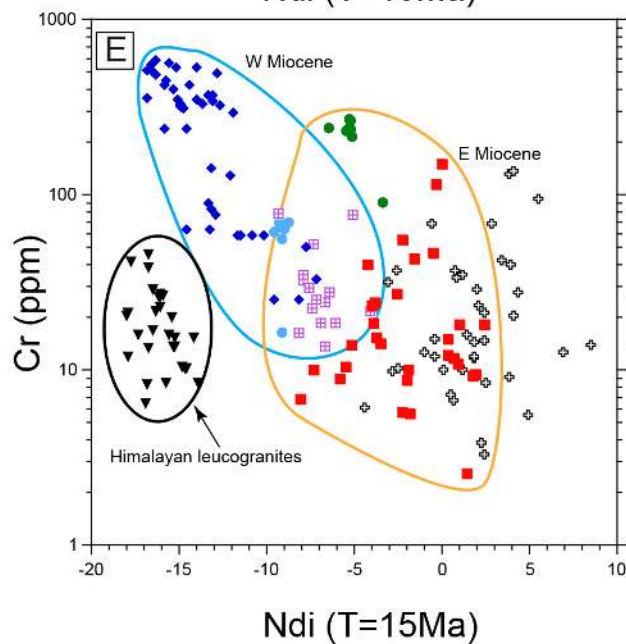 1000
E
W Miocene
E Miocene
100
Cr (ppm)
10
Himalayan leucogranites
1
-20 -15 -10 -5 0 5 10
Ndi (T=15Ma)